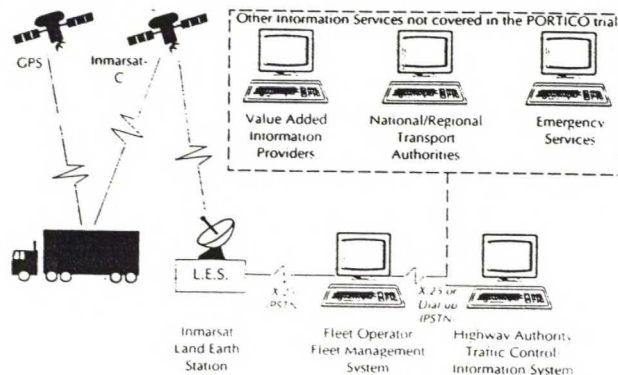 Other Information Services not covered in the PORTICO trial
GPS
Inmarsat-
C
Value Added
Information
Providers
National/Regional
Transport
Authorities
Emergency
Services
L.E.S.
X.25
PSTN
X.25 or
Dial up
(PSTN)
Inmarsat
Land Earth
Station
Fleet Operator
Fleet Management
System
Highway Authority
Traffic Control
Information System